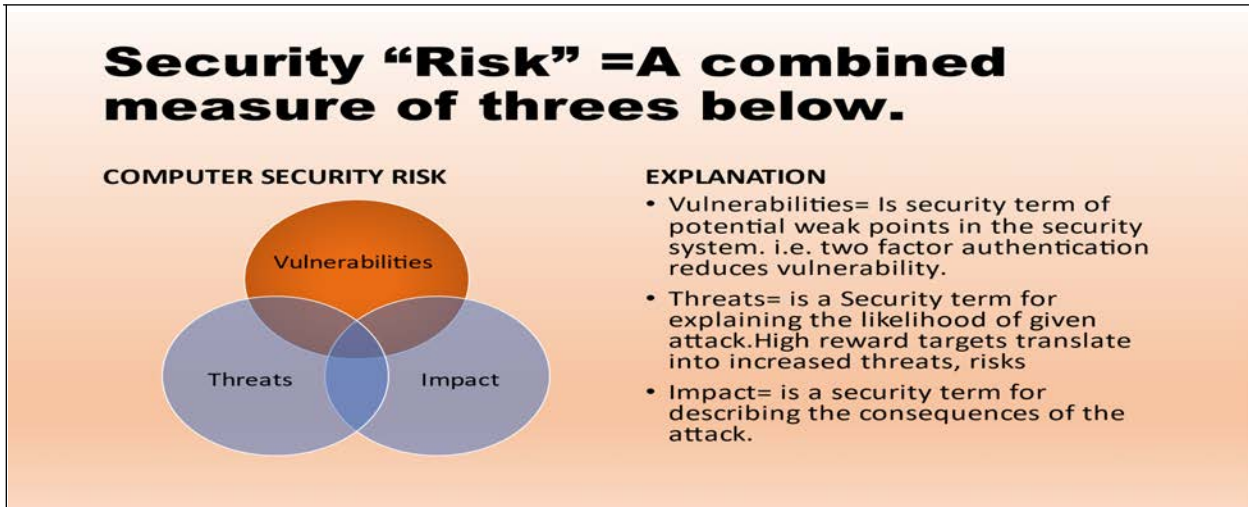 Security “Risk” =A combined
measure of threes below.
COMPUTER SECURITY RISK
Vulnerabilities
Threats
Impact
EXPLANATION
• Vulnerabilities= Is security term of
potential weak points in the security
system. i.e. two factor authentication
reduces vulnerability.
• Threats= is a Security term for
explaining the likelihood of given
attack.High reward targets translate
into increased threats, risks
• Impact= is a security term for
describing the consequences of the
attack.